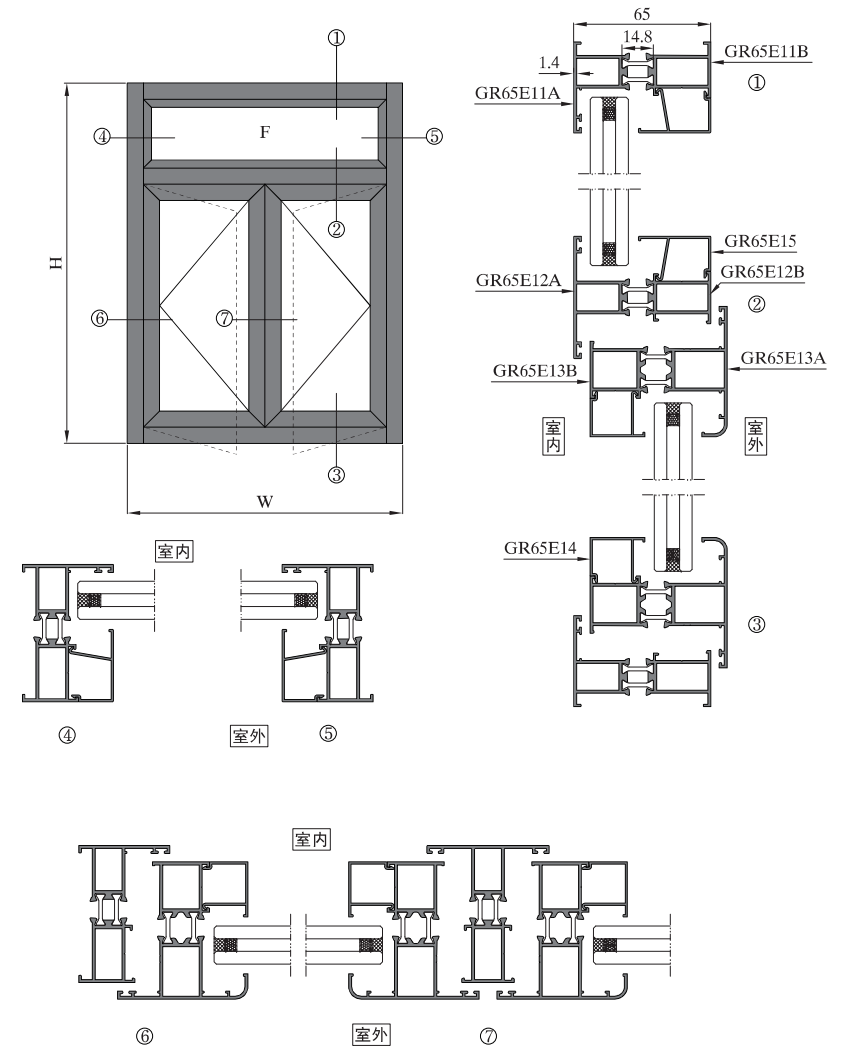 65
14.8
1.4
GR65E11B
①
GR65E11A
①
④
F
⑤
②
H
⑥
⑦
③
W
GR65E15
GR65E12A
GR65E12B
②
GR65E13B
GR65E13A
室内
室外
GR65E14
③
室内
④
室外
⑤
室内
⑥
室外
⑦